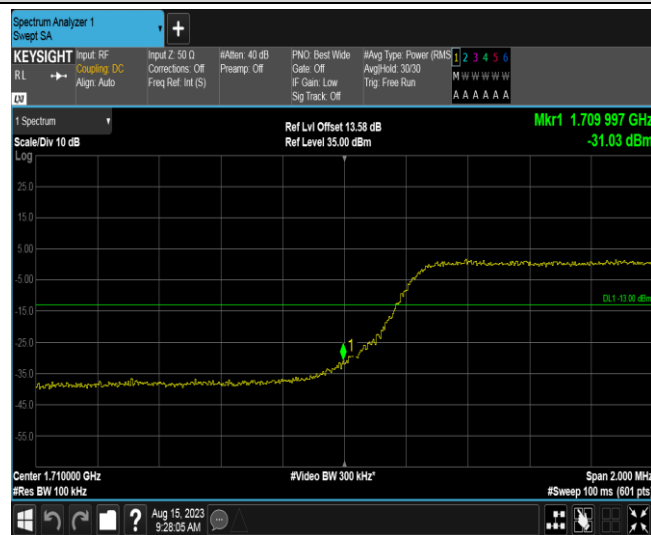 Spectrum Analyzer 1
Swept SA
+
KEYSIGHT
RL
Input: RF
Coupling: DC
Align: Auto
Input Z: 50 Ω
Corrections: Off
Freq Ref: Int (S)
#Atten: 40 dB
Preamp: Off
PNO: Best Wide
Gate: Off
IF Gain: Low
Sig Track: Off
#Avg Type: Power (RMS
Avg|Hold: 30/30
Trig: Free Run
1 2 3 4 5 6
M W W W W W
A A A A A A
1 Spectrum
Scale/Div 10 dB
Ref Lvl Offset 13.58 dB
Ref Level 35.00 dBm
Mkr1 1.709 997 GHz
-31.03 dBm
Log
25.0
15.0
5.00
-5.00
DL1 -13.00 dBm
-15.0
-25.0
1
-35.0
-45.0
-55.0
Center 1.710000 GHz
#Video BW 300 kHz*
Span 2.000 MHz
#Res BW 100 kHz
#Sweep 100 ms (601 pts)
?
Aug 15, 2023
9:28:05 AM